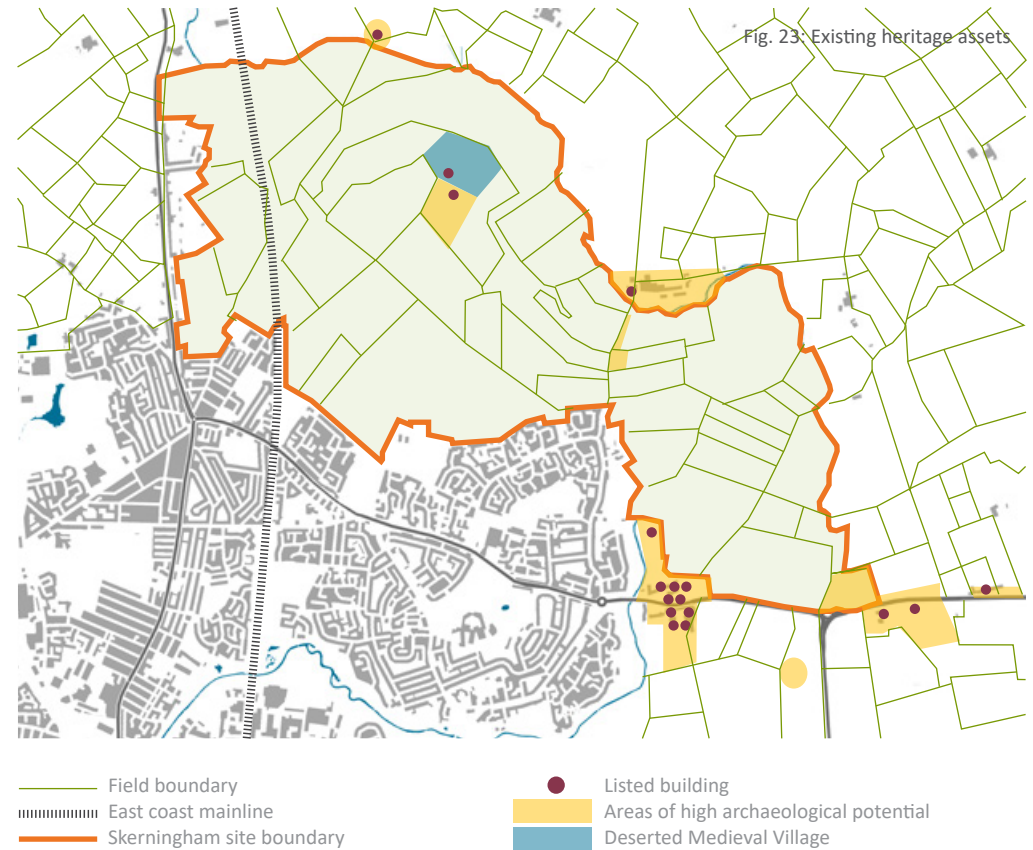 Fig. 23: Existing heritage assets
Field boundary
East coast mainline
Skerningham site boundary
Listed building
Areas of high archaeological potential
Deserted Medieval Village